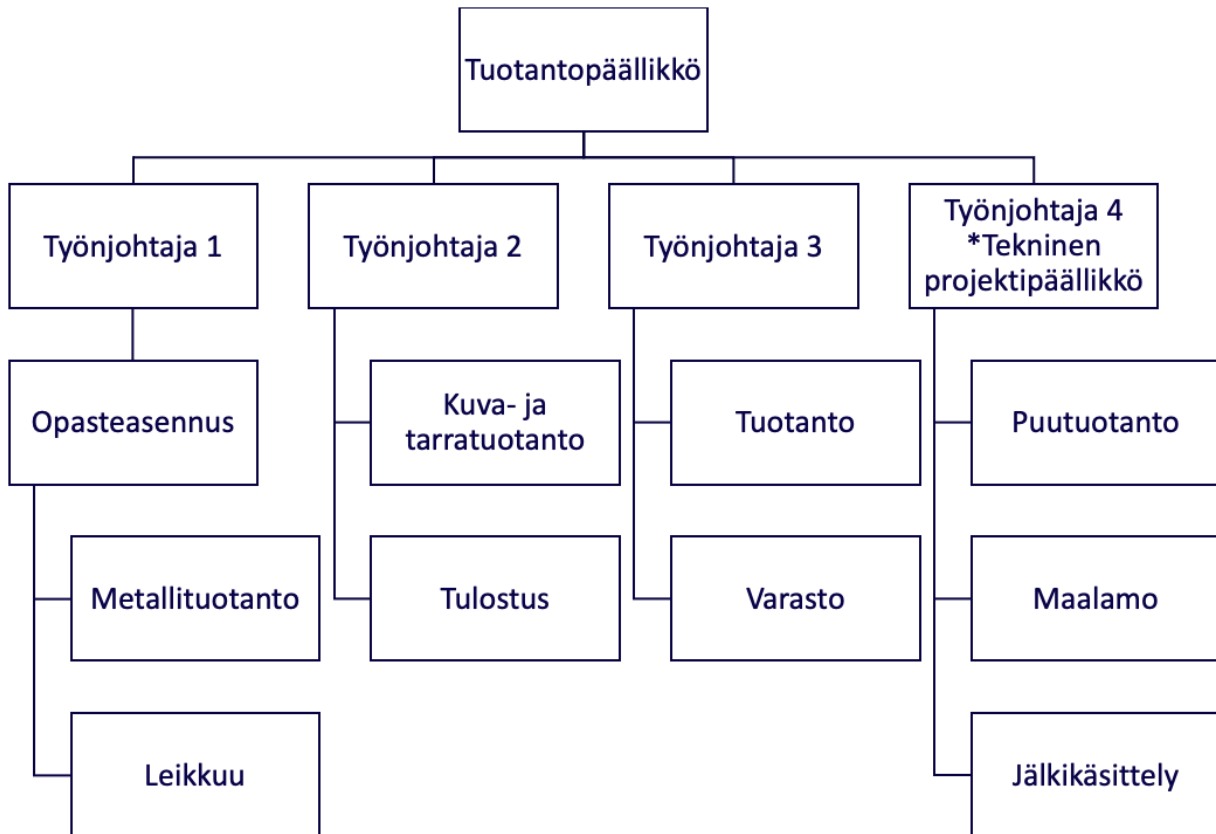 Tuotantopäällikkö
Työnjohtaja 1
Työnjohtaja 2
Työnjohtaja 3
Työnjohtaja 4
*Tekninen
projektipäällikkö
Opasteasennus
Kuva- ja
tarratuotanto
Tuotanto
Puutuotanto
Metallituotanto
Tulostus
Varasto
Maalamo
Leikkuu
Jälkikäsittely